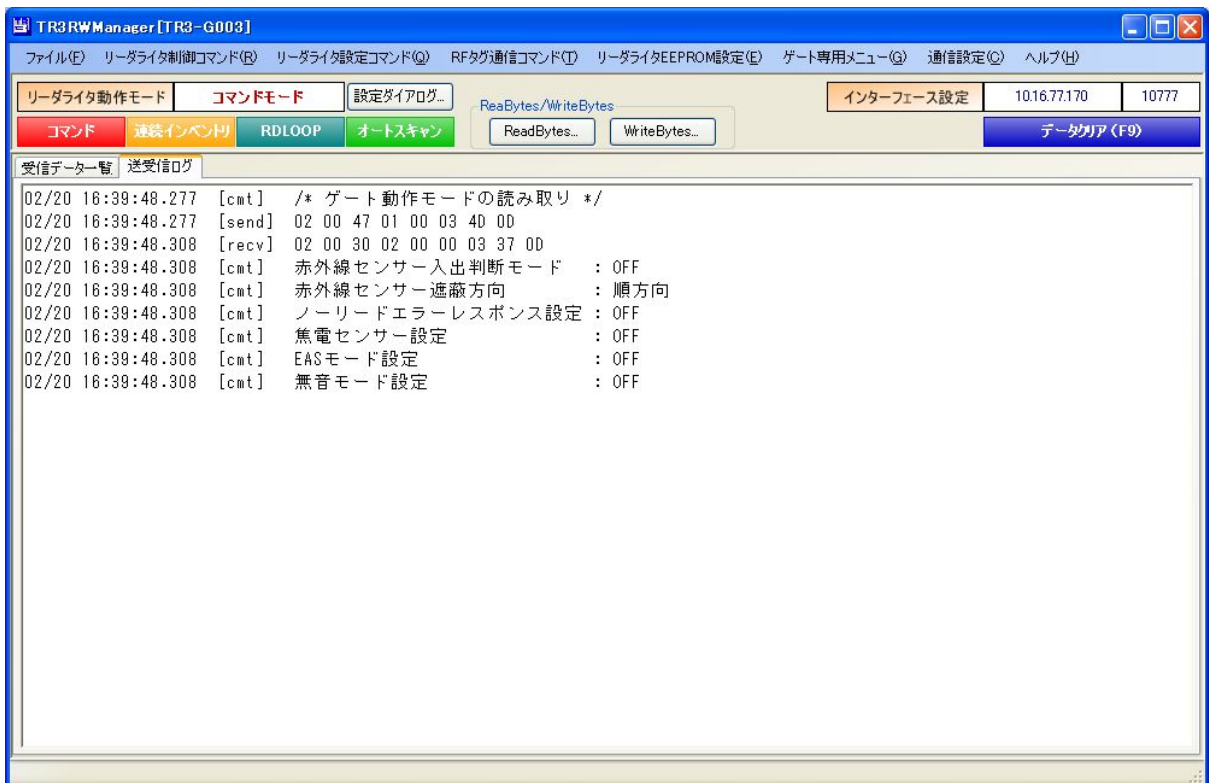 TR3RWManager[TR3-G003]
ファイル(F) リーダライタ制御コマンド(R) リーダライタ設定コマンド(Q) RFタグ通信コマンド(T) リーダライタEEPROM設定(E) ゲート専用メニュー(G) 通信設定(C) ヘルプ(H)
リーダライタ動作モード コマンドモード 設定ダイアログ... ReaBytes/WriteBytes インターフェース設定 10.16.77.170 10777
コマンド 連続インベントリ RDLOOP オートスキャン ReadBytes... WriteBytes... データクリア(F9)
受信データ一覧 送受信ログ
02/20 16:39:48.277 [cmt] /* ゲート動作モードの読み取り */
02/20 16:39:48.277 [send] 02 00 47 01 00 03 4D 0D
02/20 16:39:48.308 [recv] 02 00 30 02 00 00 03 37 0D
02/20 16:39:48.308 [cmt] 赤外線センサー入出判断モード : OFF
02/20 16:39:48.308 [cmt] 赤外線センサー遮蔽方向 : 順方向
02/20 16:39:48.308 [cmt] ノーリードエラーレスポンス設定 : OFF
02/20 16:39:48.308 [cmt] 焦電センサー設定 : OFF
02/20 16:39:48.308 [cmt] EASモード設定 : OFF
02/20 16:39:48.308 [cmt] 無音モード設定 : OFF